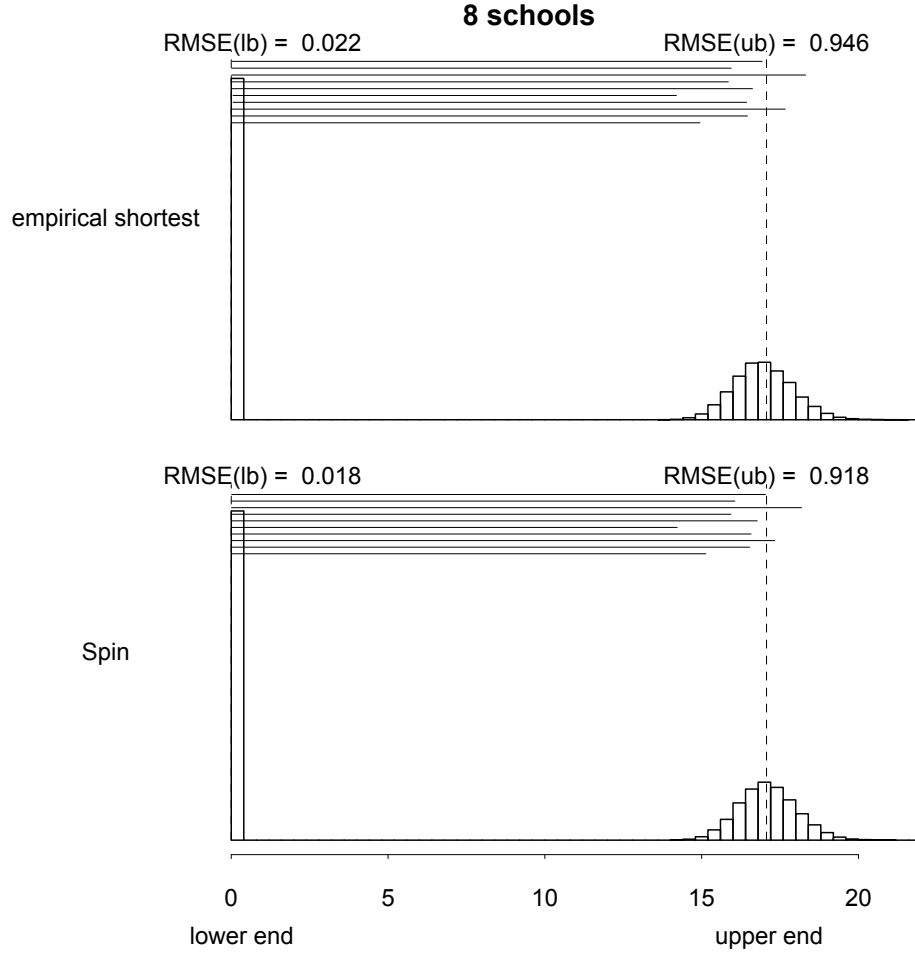 8 schools
RMSE(lb) = 0.022 RMSE(ub) = 0.946
empirical shortest
RMSE(lb) = 0.018 RMSE(ub) = 0.918
Spin
0 5 10 15 20
lower end upper end